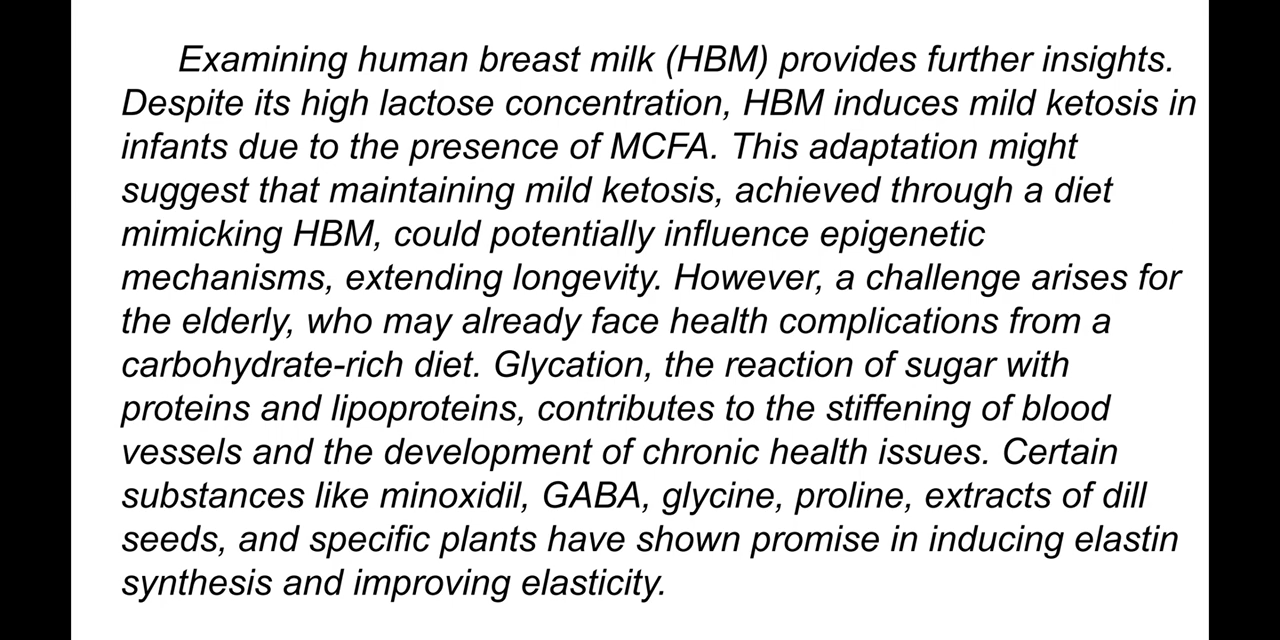 Examining human breast milk (HBM) provides further insights.
Despite its high lactose concentration, HBM induces mild ketosis in
infants due to the presence of MCFA. This adaptation might
suggest that maintaining mild ketosis, achieved through a diet
mimicking HBM, could potentially influence epigenetic
mechanisms, extending longevity. However, a challenge arises for
the elderly, who may already face health complications from a
carbohydrate-rich diet. Glycation, the reaction of sugar with
proteins and lipoproteins, contributes to the stiffening of blood
vessels and the development of chronic health issues. Certain
substances like minoxidil, GABA, glycine, proline, extracts of dill
seeds, and specific plants have shown promise in inducing elastin
synthesis and improving elasticity.